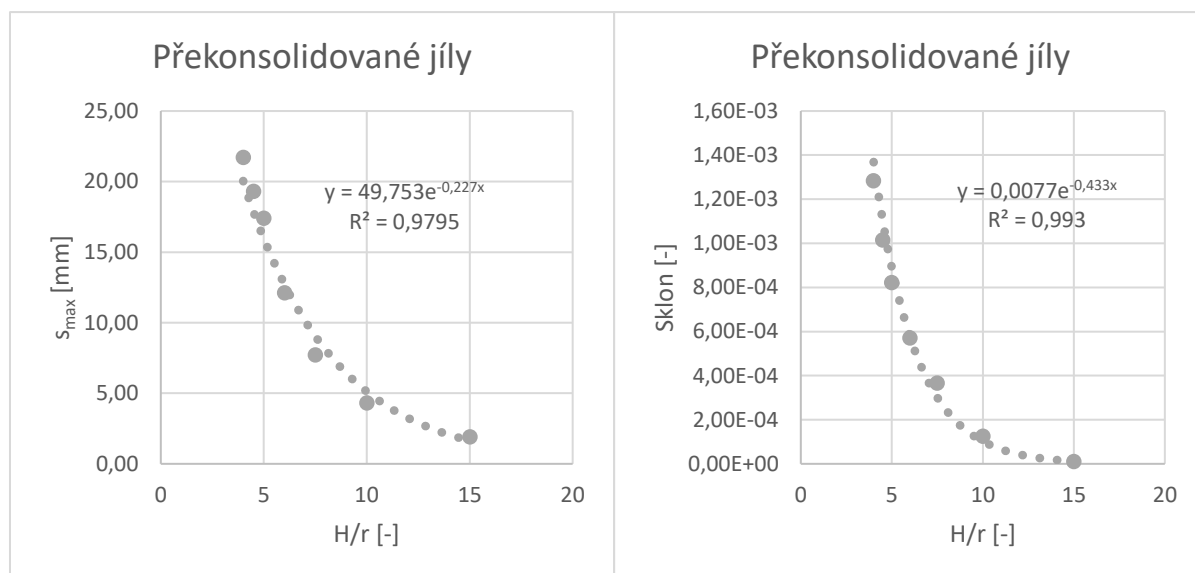 Překonsolidované jíly
25,00
20,00
15,00
10,00
5,00
0,00
s_max [mm]
y = 49,753e^-0,227x
R² = 0,9795
0 5 10 15 20
H/r [-]
Překonsolidované jíly
1,60E-03
1,40E-03
1,20E-03
1,00E-03
8,00E-04
6,00E-04
4,00E-04
2,00E-04
0,00E+00
Sklon [-]
y = 0,0077e^-0,433x
R² = 0,993
0 5 10 15 20
H/r [-]